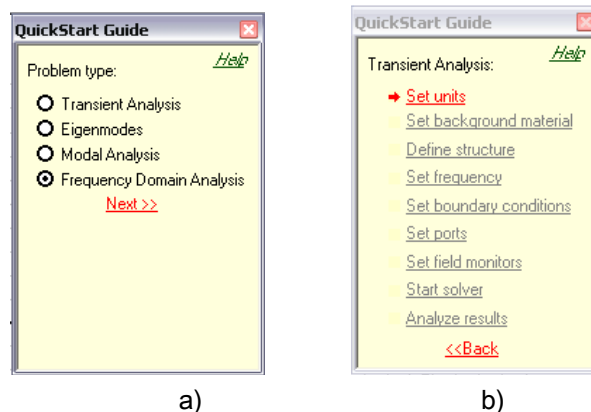 QuickStart Guide
Help
Problem type:
Transient Analysis
Eigenmodes
Modal Analysis
Frequency Domain Analysis
Next >>
a)
QuickStart Guide
Help
Transient Analysis:
Set units
Set background material
Define structure
Set frequency
Set boundary conditions
Set ports
Set field monitors
Start solver
Analyze results
<<Back
b)